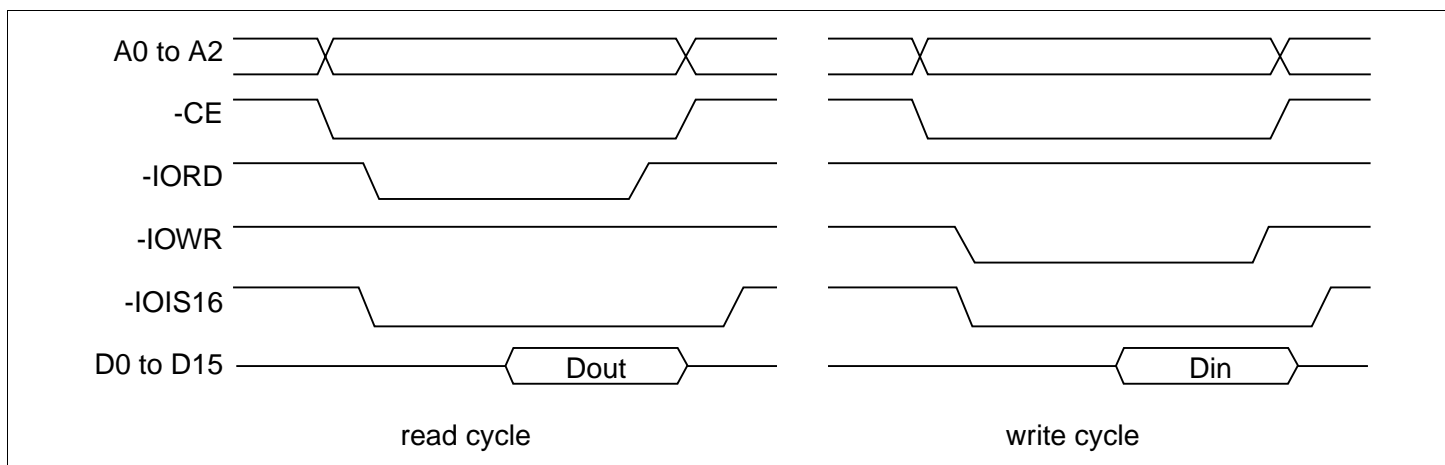 A0 to A2
-CE
-IORD
-IOWR
-IOIS16
D0 to D15 Dout Din
read cycle write cycle